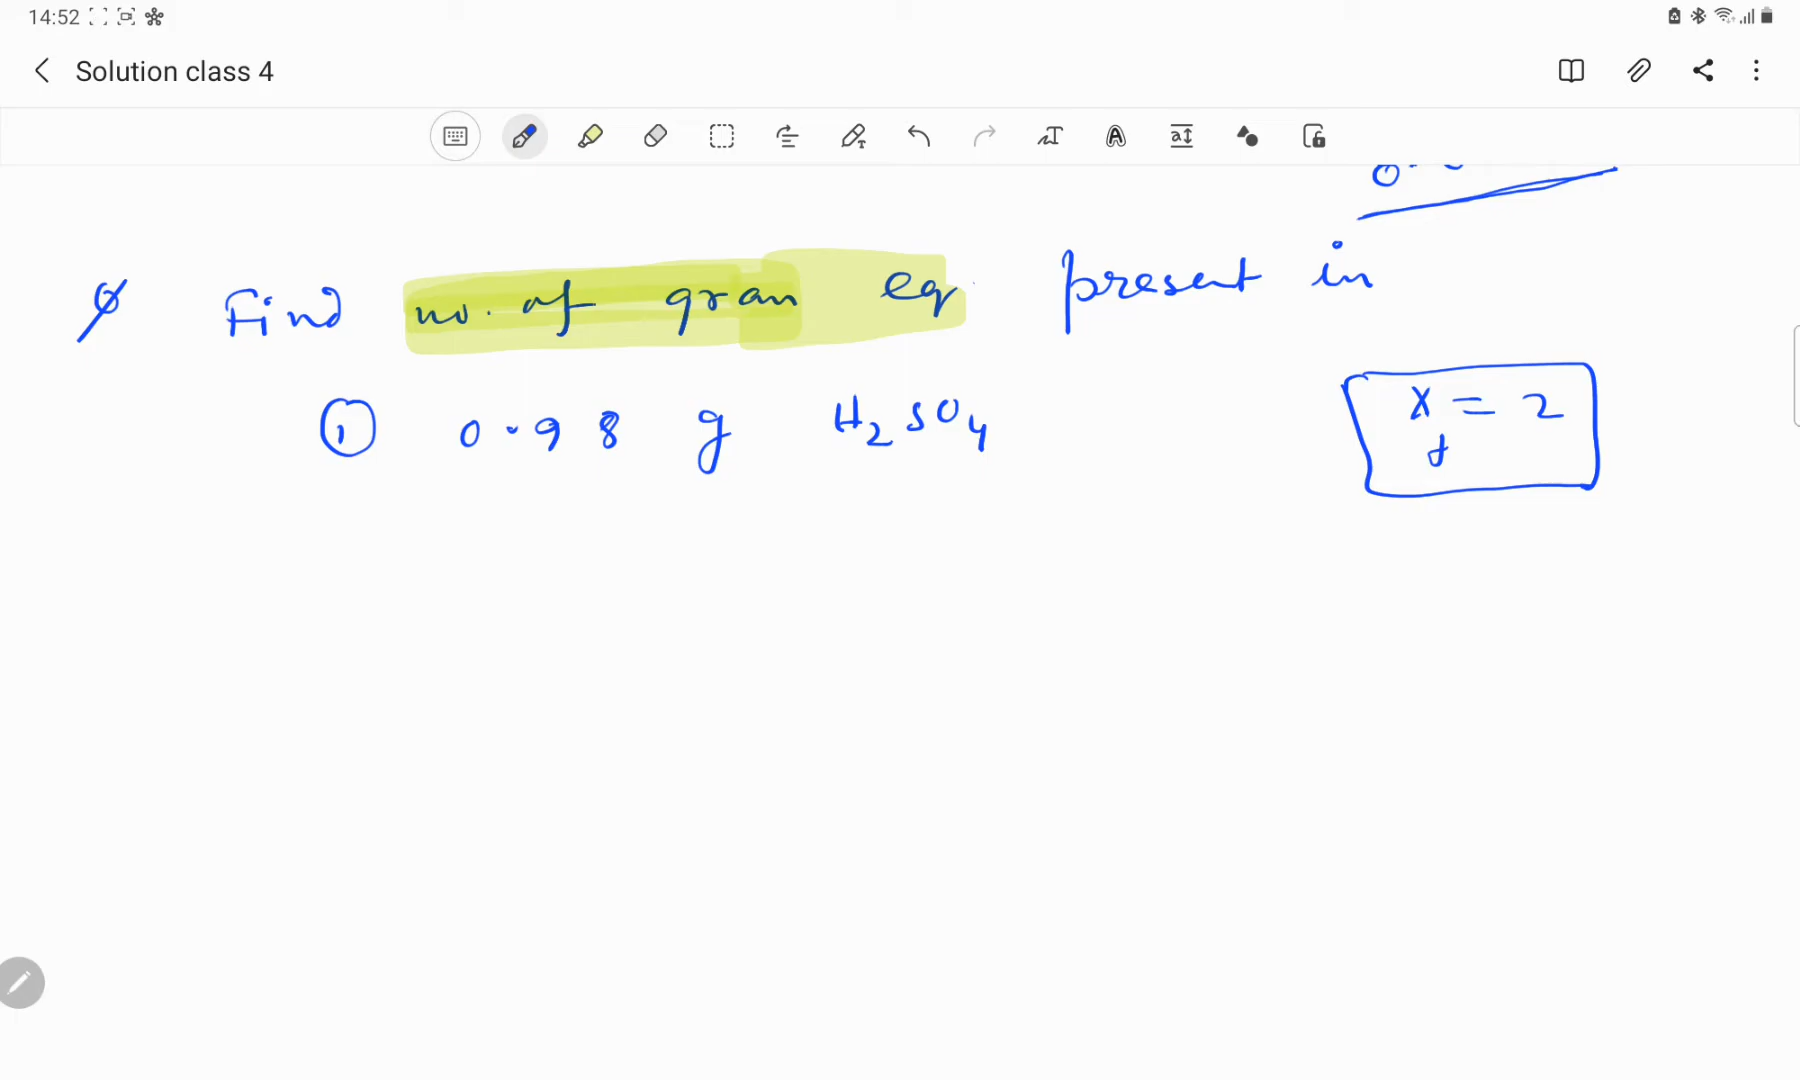 14:52
Solution class 4
Find no. of gram eq. present in
① 0.98 g H₂SO₄
x = 2